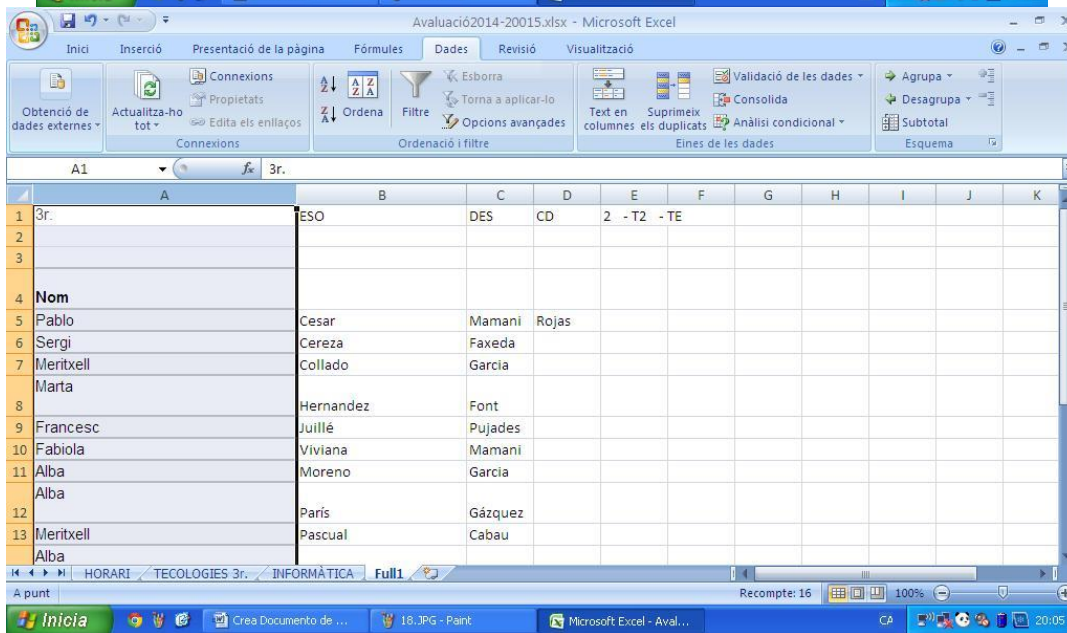 Avaluació2014-20015.xlsx - Microsoft Excel
Inici Inserció Presentació de la pàgina Fórmules Dades Revisió Visualització
Obtenció de dades externes
Actualitza-ho tot
Connexions
Propietats
Edita els enllaços
Connexions
Ordena
Filtre
Esborra
Torna a aplicar-lo
Opcions avançades
Ordenació i filtre
Text en columnes
Suprimeix els duplicats
Validació de les dades
Consolida
Anàlisi condicional
Eines de les dades
Agrupa
Desagrupa
Subtotal
Esquema
A1 fx 3r.
A B C D E F G H I J K
1 3r. ESO DES CD 2 - T2 - TE
2
3
4 Nom
5 Pablo Cesar Mamani Rojas
6 Sergi Cereza Faxeda
7 Meritxell Collado Garcia
8 Marta Hernandez Font
9 Francesc Juillé Pujades
10 Fabiola Viviana Mamani
11 Alba Moreno Garcia
12 Alba París Gázquez
13 Meritxell Pascual Cabau
Alba
HORARI TECOLOGIES 3r. INFORMÀTICA Full1
A punt Recompte: 16 100%
Inicia Crea Documento de ... 18.JPG - Paint Microsoft Excel - Aval... CA 20:05